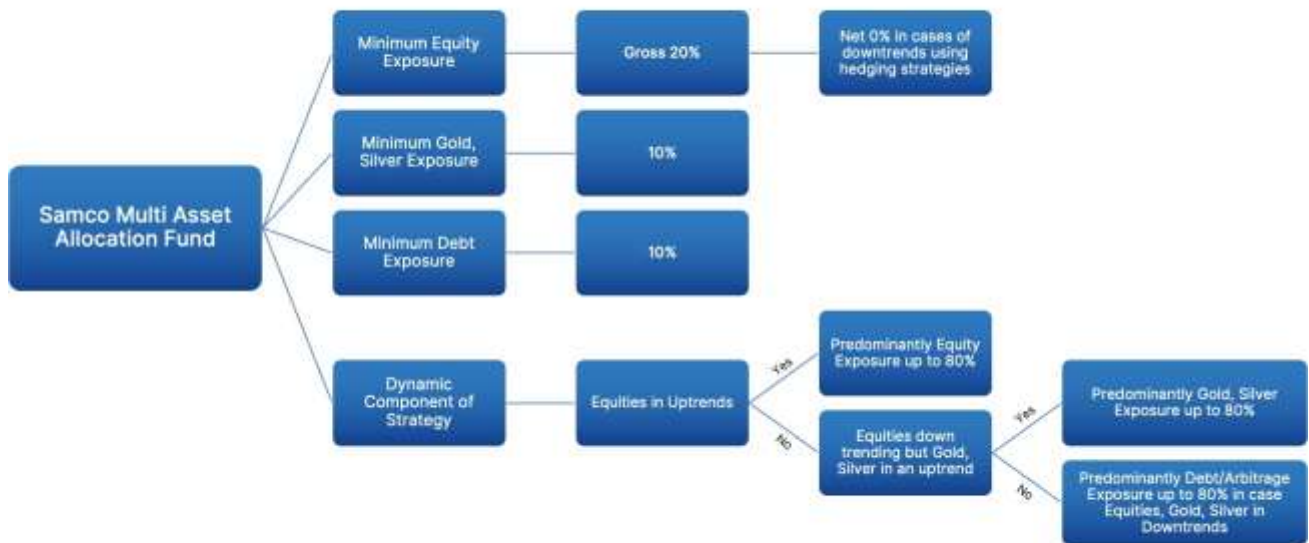 Samco Multi Asset
Allocation Fund
Minimum Equity
Exposure
Gross 20%
Net 0% in cases of
downtrends using
hedging strategies
Minimum Gold,
Silver Exposure
10%
Minimum Debt
Exposure
10%
Dynamic
Component of
Strategy
Equities in Uptrends
Yes
Predominantly Equity
Exposure up to 80%
No
Equities down
trending but Gold,
Silver in an uptrend
Yes
Predominantly Gold, Silver
Exposure up to 80%
No
Predominantly Debt/Arbitrage
Exposure up to 80% in case
Equities, Gold, Silver in
Downtrends